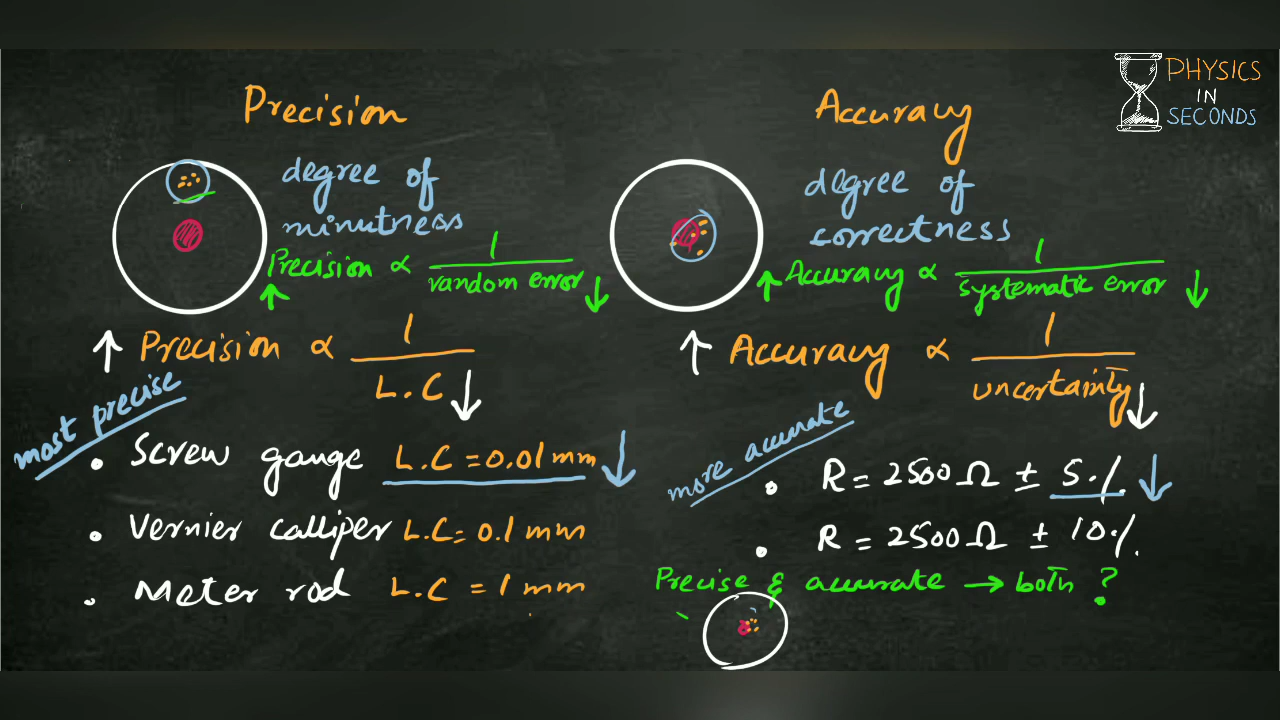 PHYSICS
IN
SECONDS
Precision
degree of
minutness
Precision ∝ 1/random error ↓
↑
↑ Precision ∝ 1/L.C ↓
most precise
• Screw gauge L.C = 0.01 mm ↓
• Vernier calliper L.C = 0.1 mm
• Meter rod L.C = 1 mm
Accuracy
degree of
correctness
↑ Accuracy ∝ 1/systematic error ↓
↑ Accuracy ∝ 1/uncertainty ↓
more accurate
• R = 2500 Ω ± 5% ↓
• R = 2500 Ω ± 10%
Precise & accurate → both ?